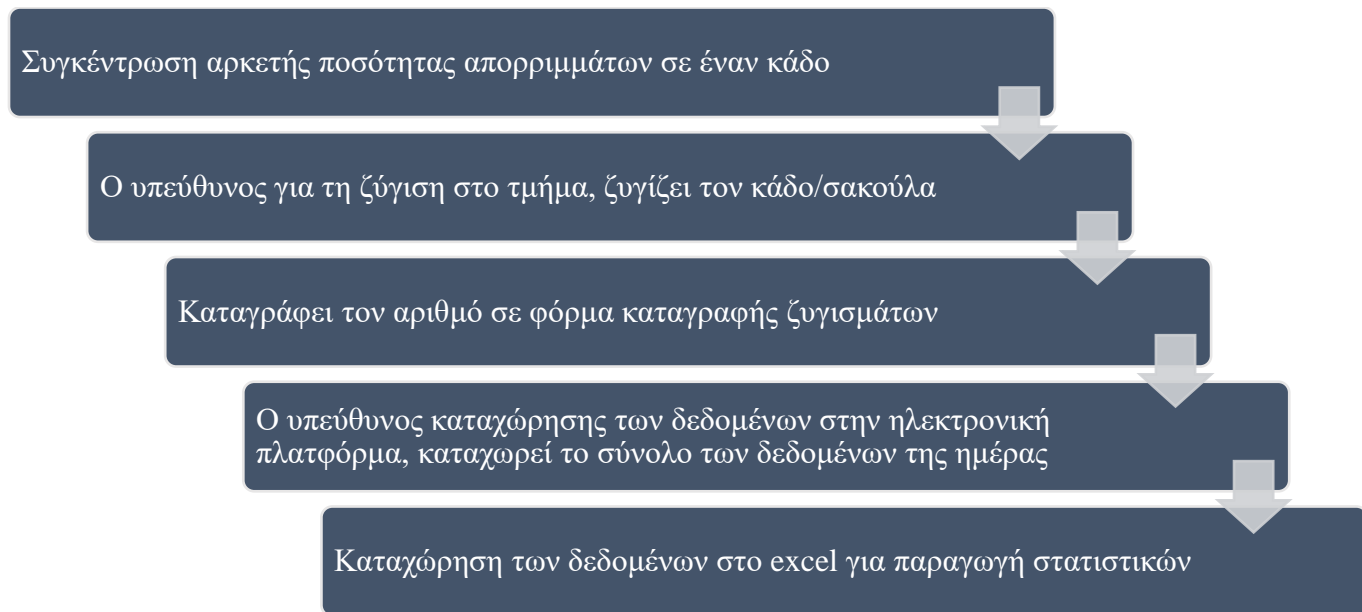 Συγκέντρωση αρκετής ποσότητας απορριμμάτων σε έναν κάδο
Ο υπεύθυνος για τη ζύγιση στο τμήμα, ζυγίζει τον κάδο/σακούλα
Καταγράφει τον αριθμό σε φόρμα καταγραφής ζυγισμάτων
Ο υπεύθυνος καταχώρησης των δεδομένων στην ηλεκτρονική
πλατφόρμα, καταχωρεί το σύνολο των δεδομένων της ημέρας
Καταχώρηση των δεδομένων στο excel για παραγωγή στατιστικών